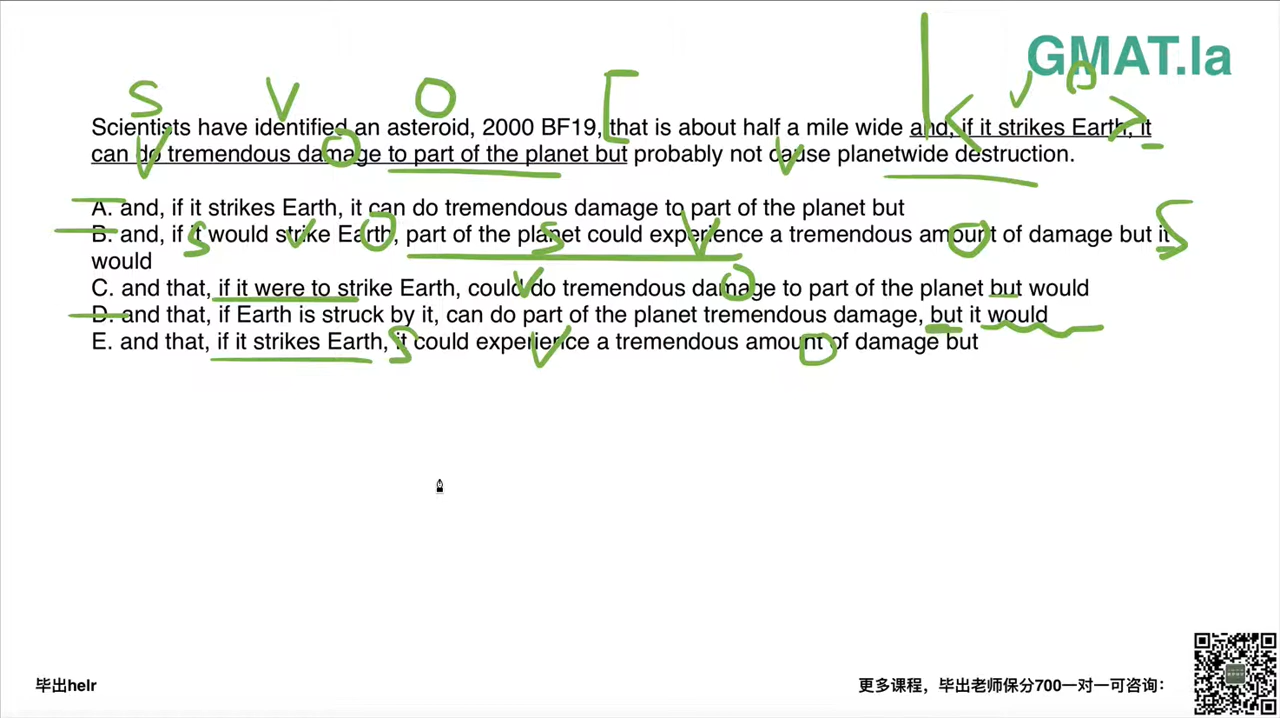 GMAT.la
S V O
Scientists have identified an asteroid, 2000 BF19, that is about half a mile wide and, if it strikes Earth, it
can do tremendous damage to part of the planet but probably not cause planetwide destruction.
A. and, if it strikes Earth, it can do tremendous damage to part of the planet but
B. and, if it would strike Earth, part of the planet could experience a tremendous amount of damage but it
would
C. and that, if it were to strike Earth, could do tremendous damage to part of the planet but would
D. and that, if Earth is struck by it, can do part of the planet tremendous damage, but it would
E. and that, if it strikes Earth, it could experience a tremendous amount of damage but
毕出helr
更多课程，毕出老师保分700一对一可咨询：